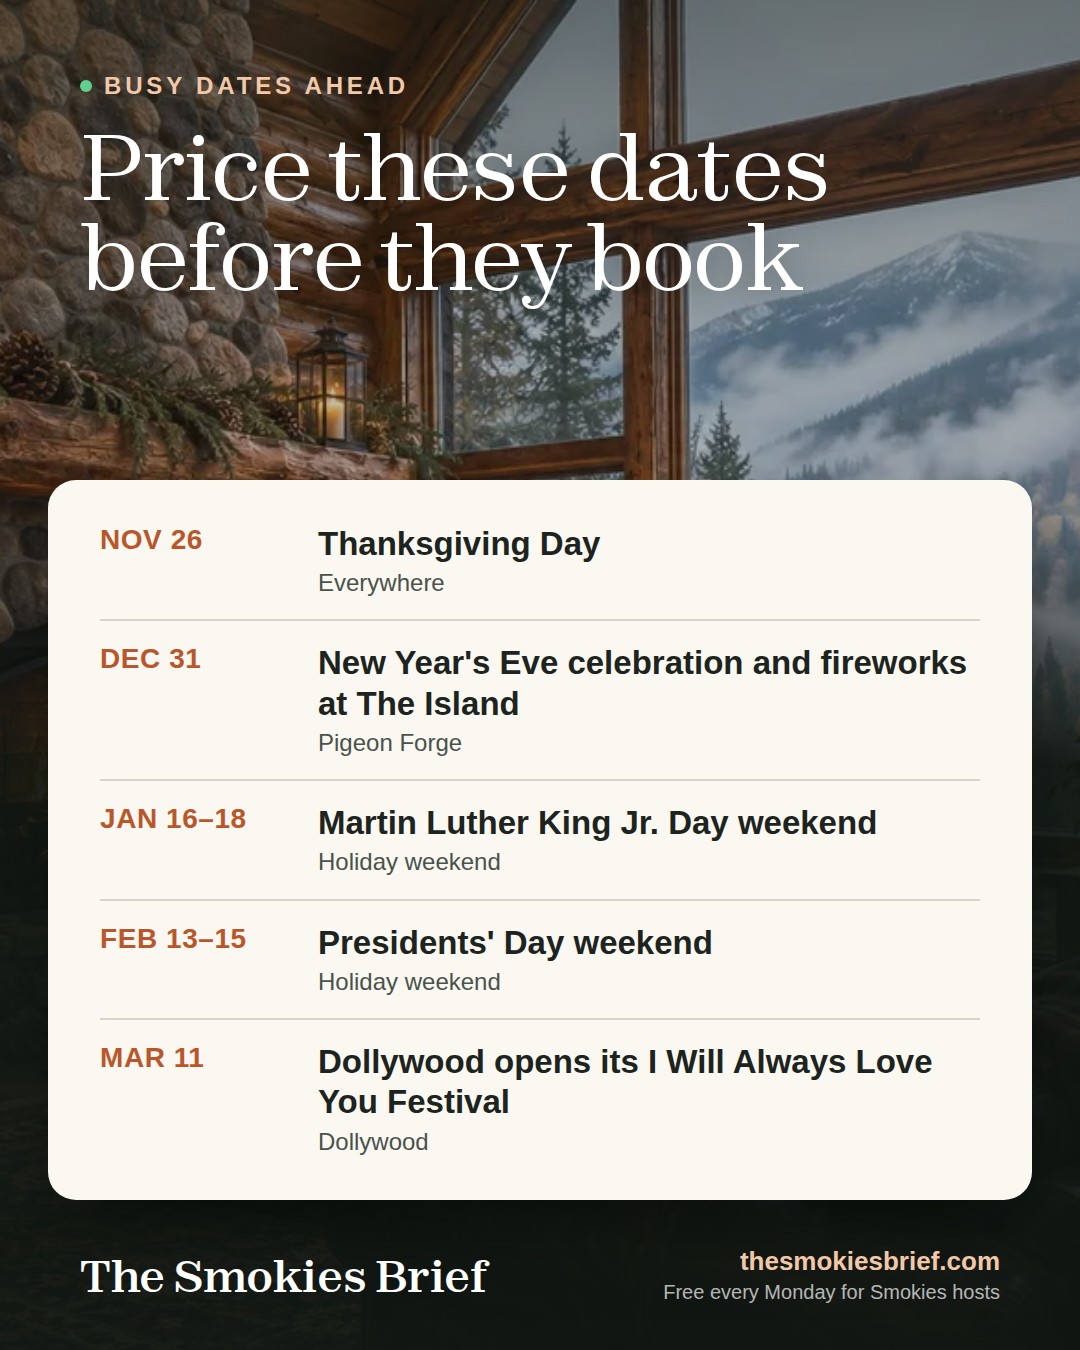 BUSY DATES AHEAD
Price these dates
before they book
NOV 26
Thanksgiving Day
Everywhere
DEC 31
New Year's Eve celebration and fireworks
at The Island
Pigeon Forge
JAN 16–18
Martin Luther King Jr. Day weekend
Holiday weekend
FEB 13–15
Presidents' Day weekend
Holiday weekend
MAR 11
Dollywood opens its I Will Always Love
You Festival
Dollywood
The Smokies Brief
thesmokiesbrief.com
Free every Monday for Smokies hosts